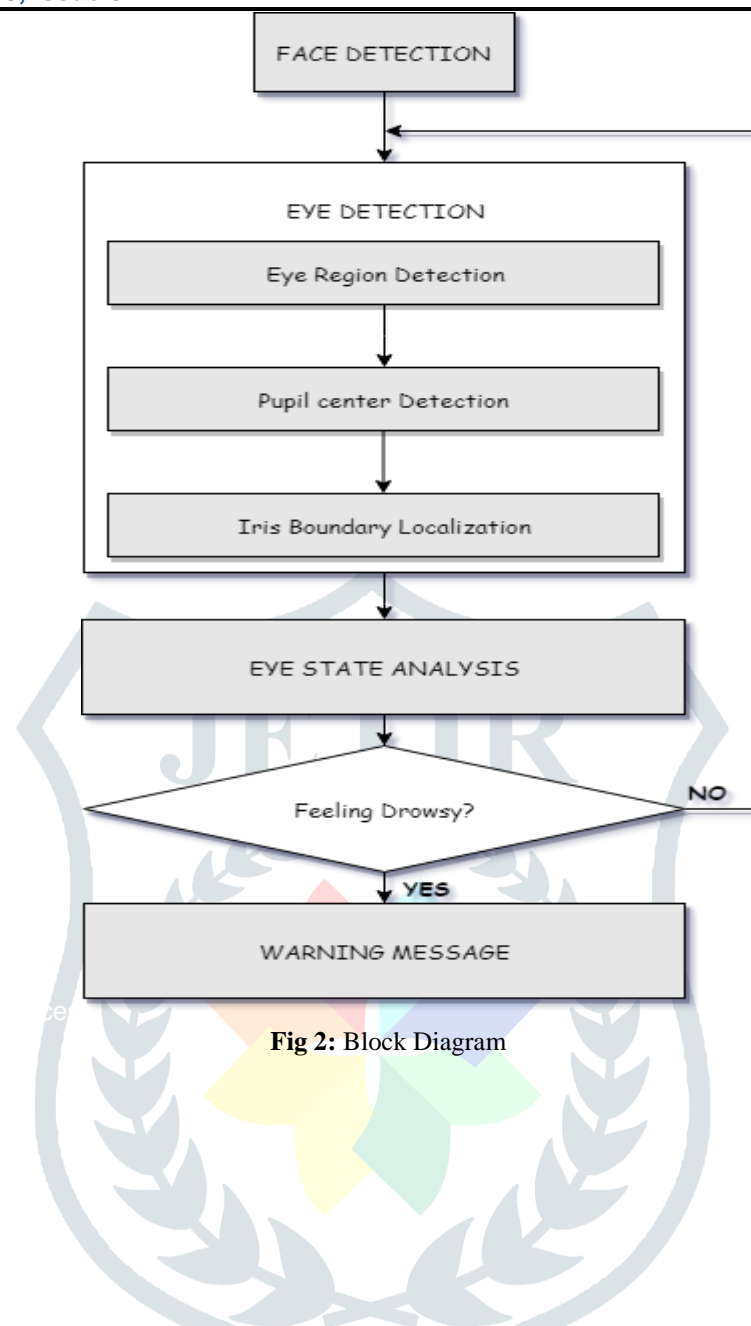 FACE DETECTION
EYE DETECTION
Eye Region Detection
Pupil center Detection
Iris Boundary Localization
EYE STATE ANALYSIS
JETIR
Feeling Drowsy?
NO
YES
WARNING MESSAGE
Fig 2: Block Diagram